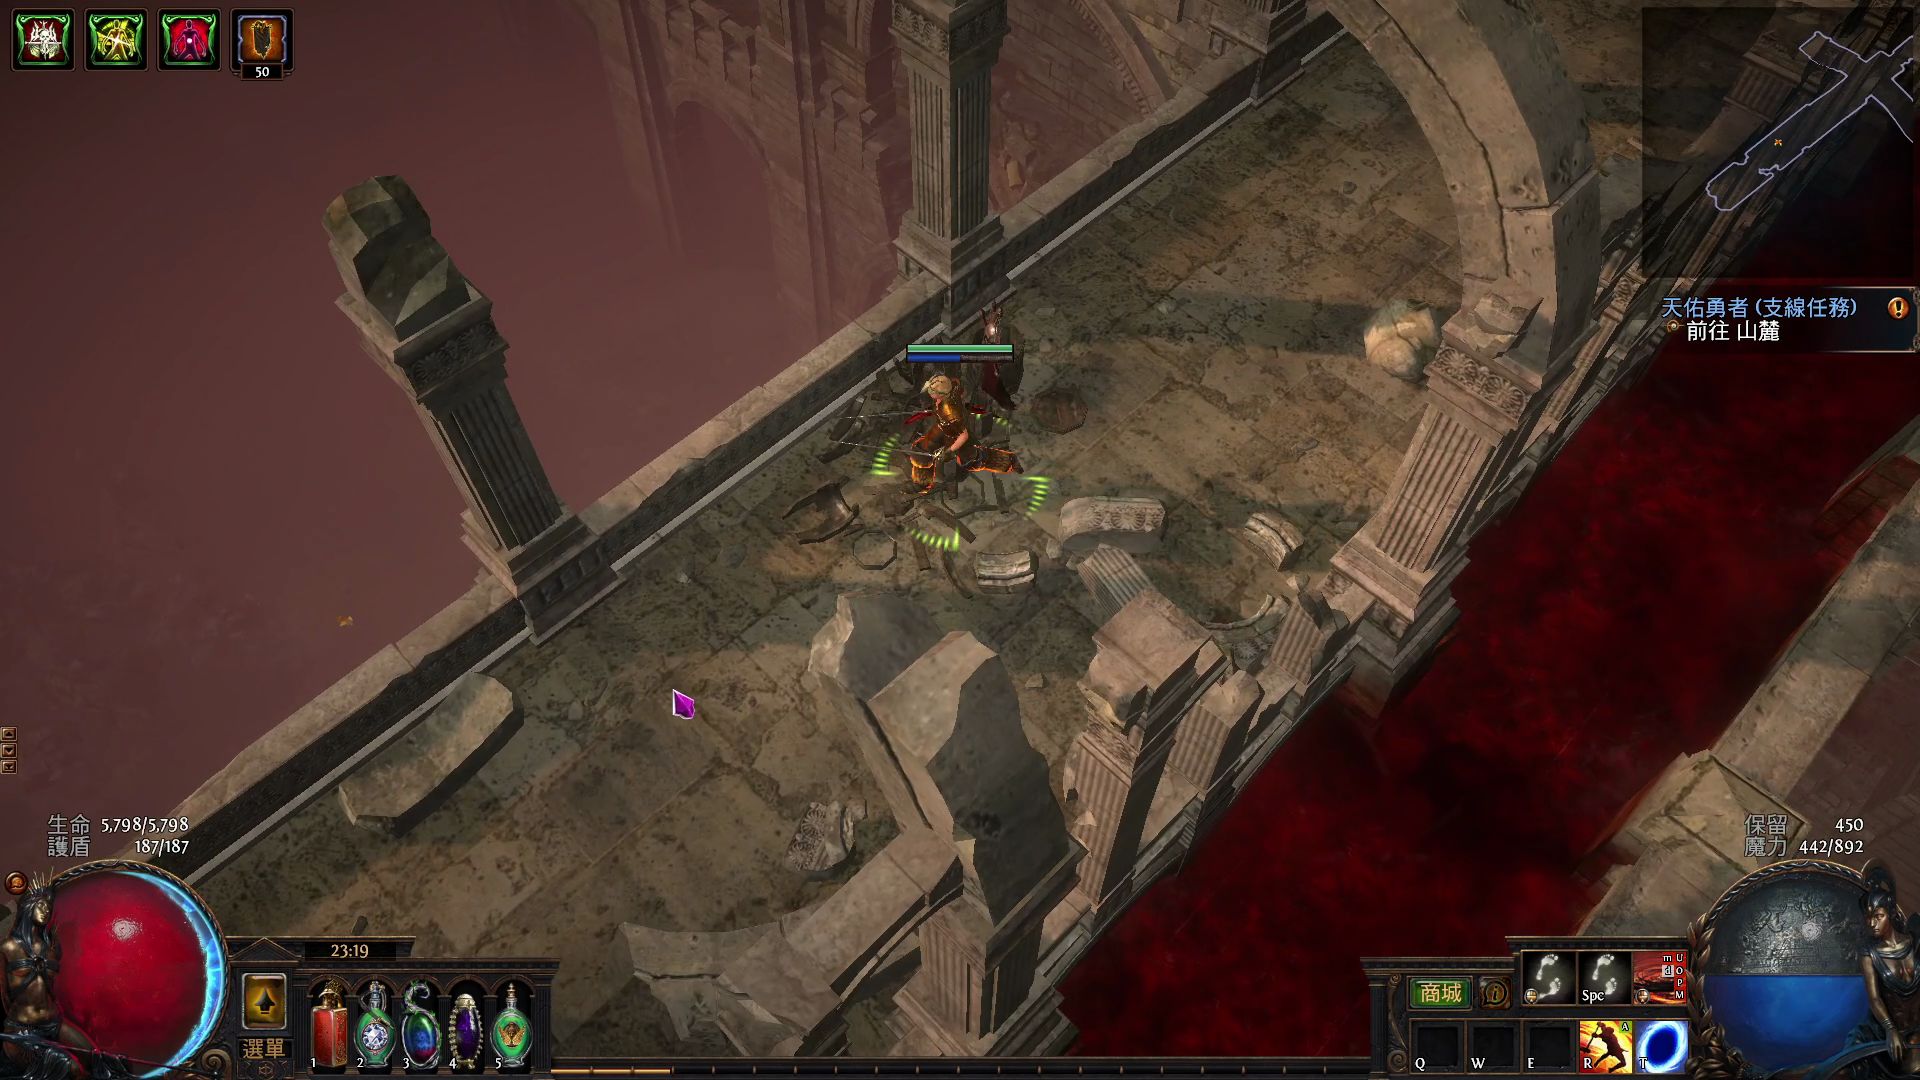 50
天佑勇者 (支線任務)
前往 山麓
生命 5,798/5,798
護盾 187/187
保留 450
魔力 442/892
23:19
選單
1
2
3
4
5
商城
Spc
m U
d O
P
M
Q
W
E
R
A
T